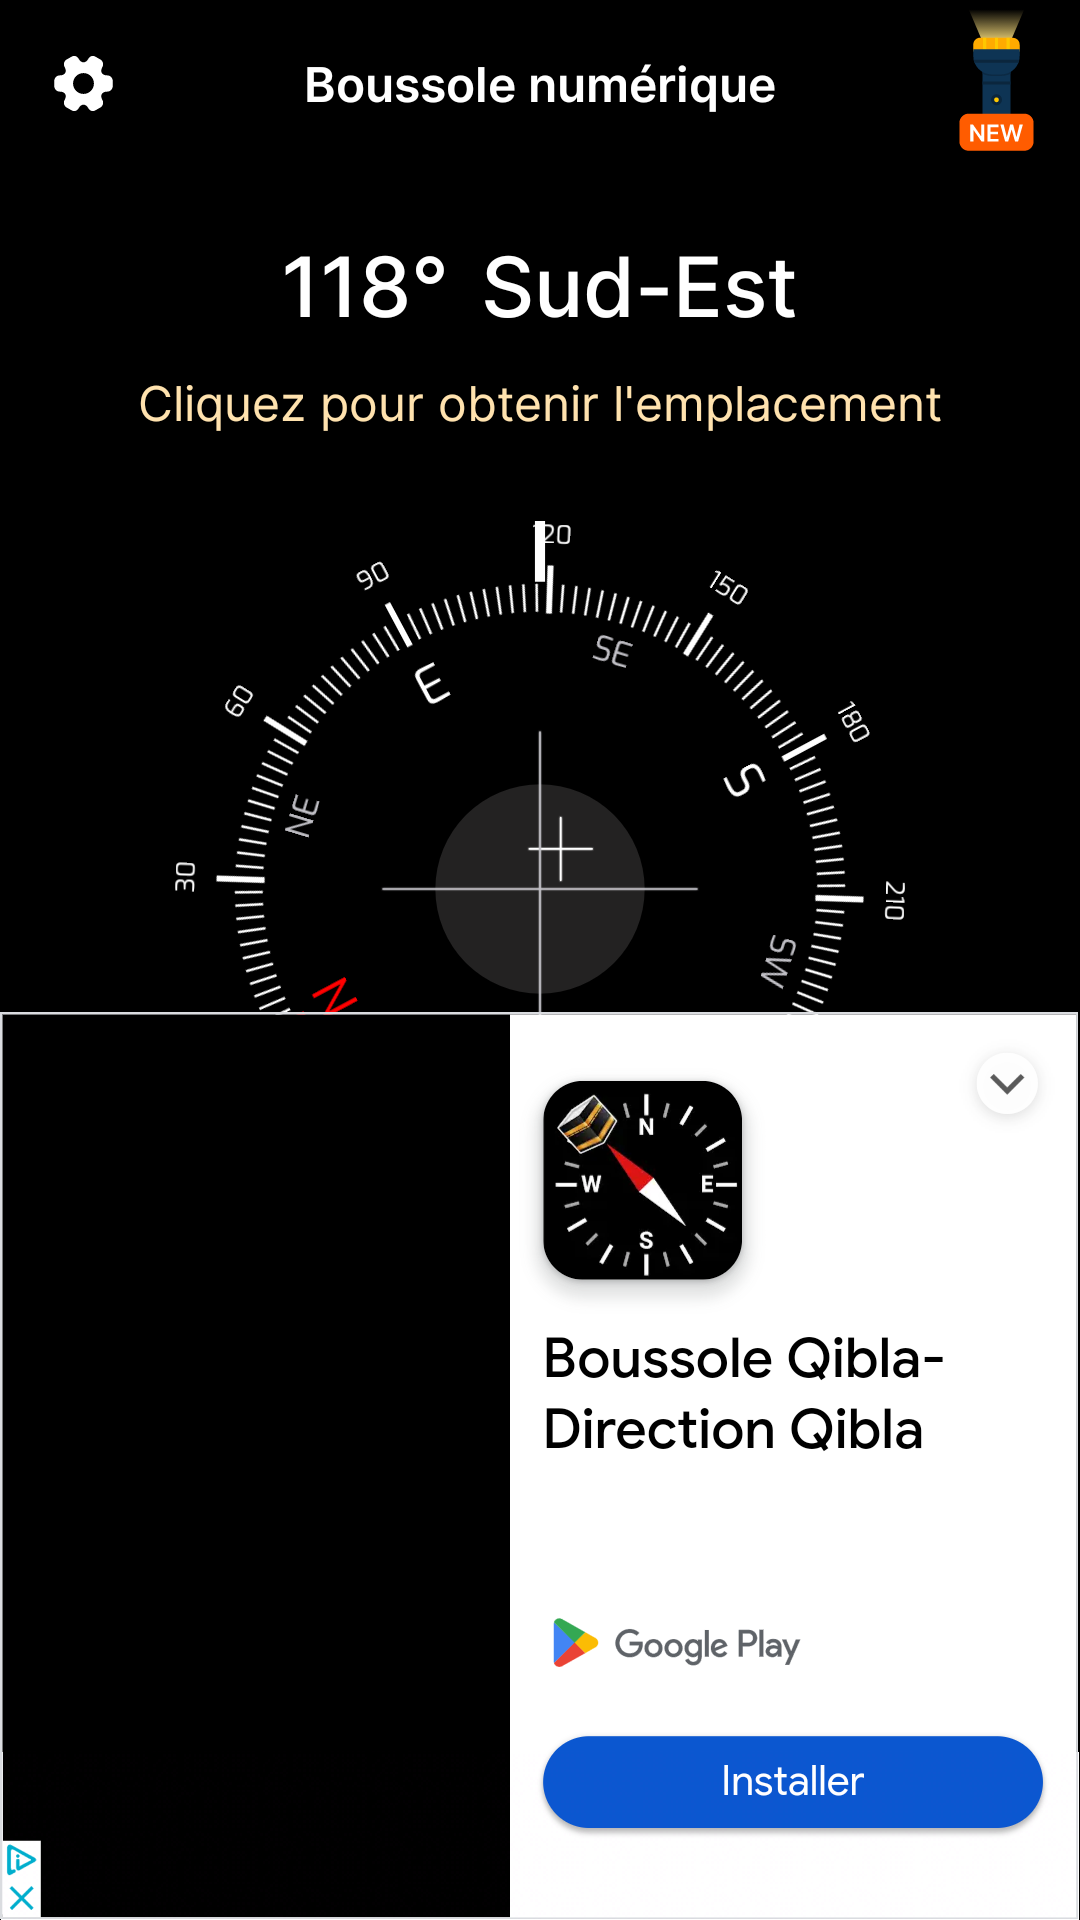 Boussole numérique
NEW
118° Sud-Est
Cliquez pour obtenir l'emplacement
20
90
150
SE
E
60
180
S
NE
30
210
SW
N
N
W
E
S
Boussole Qibla-
Direction Qibla
Google Play
Installer